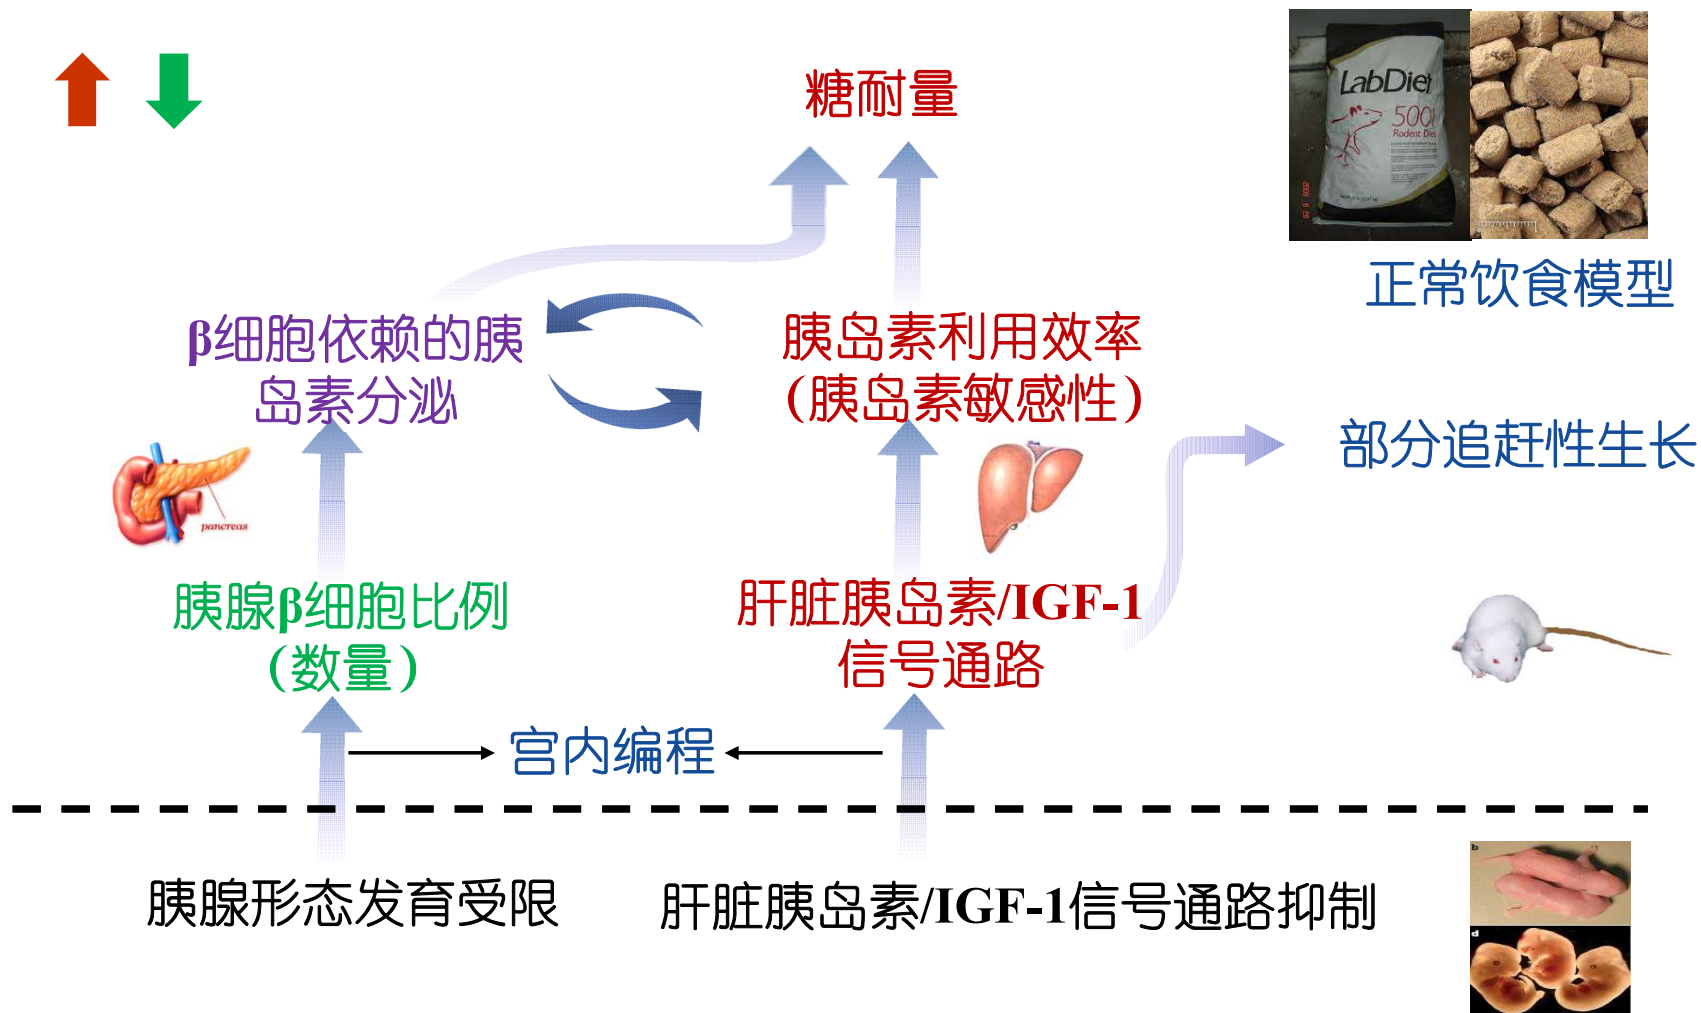 糖耐量
LabDiet
5001
Rodent Diet
正常饮食模型
β细胞依赖的胰
岛素分泌
胰岛素利用效率
（胰岛素敏感性）
部分追赶性生长
pancreas
胰腺β细胞比例
（数量）
肝脏胰岛素/IGF-1
信号通路
宫内编程
胰腺形态发育受限
肝脏胰岛素/IGF-1信号通路抑制
b
d